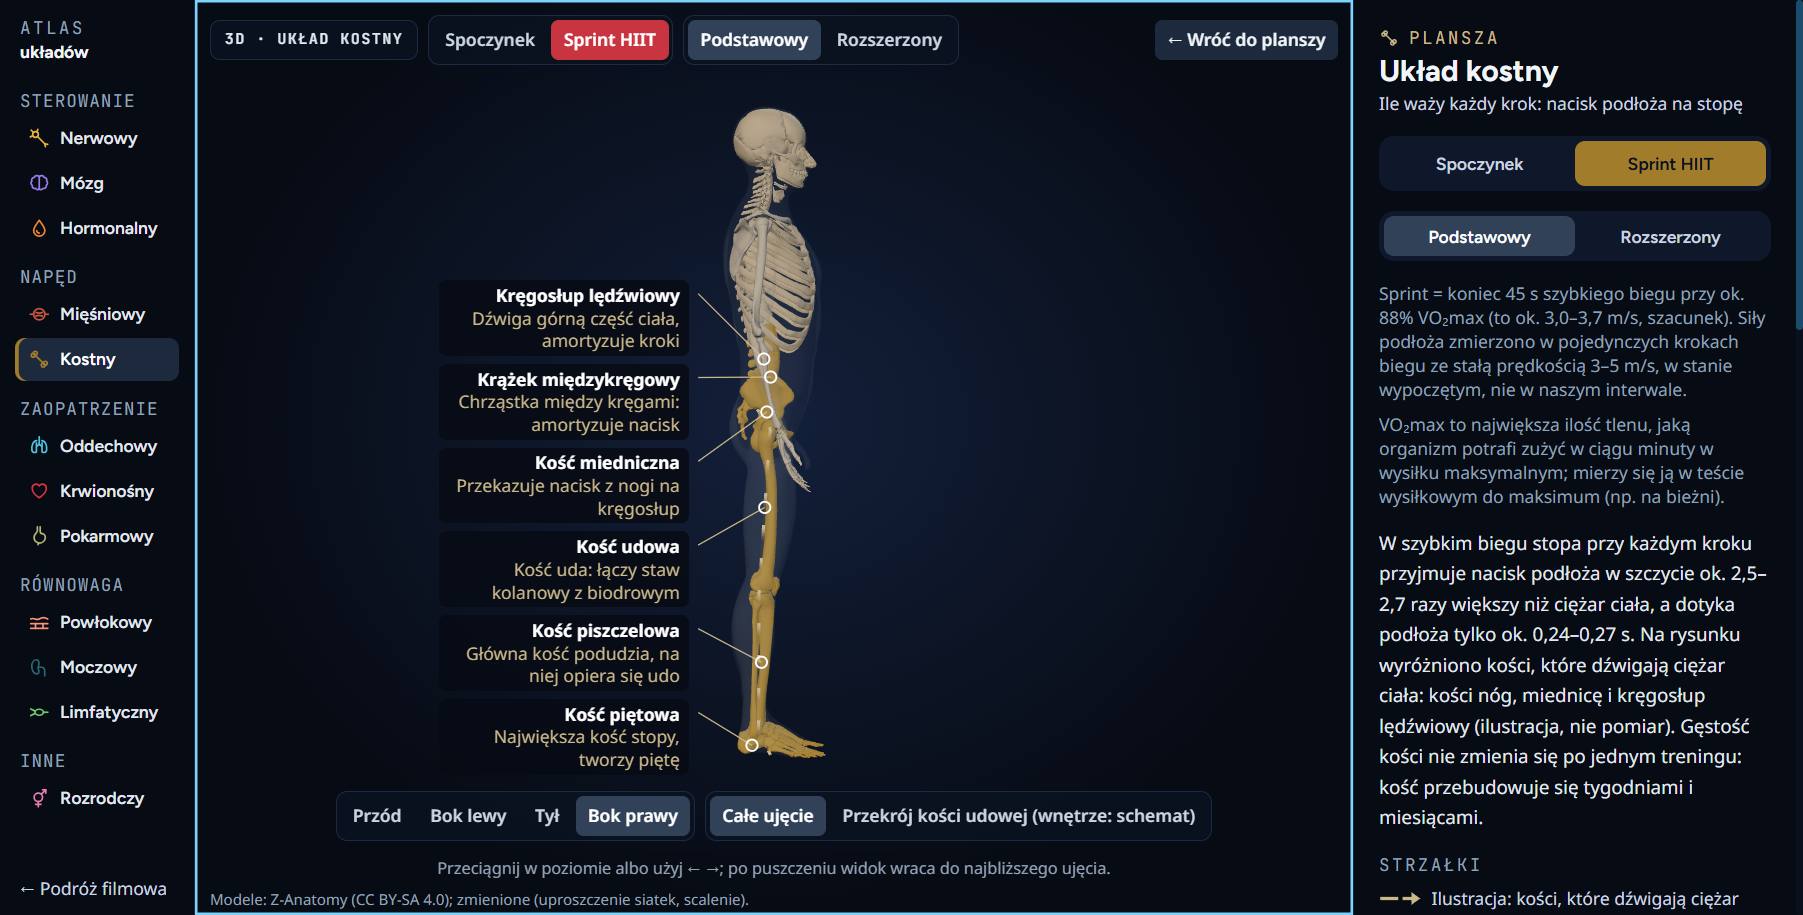 ATLAS
układów
STEROWANIE
Nerwowy
Mózg
Hormonalny
NAPĘD
Mięśniowy
Kostny
ZAOPATRZENIE
Oddechowy
Krwionośny
Pokarmowy
RÓWNOWAGA
Powłokowy
Moczowy
Limfatyczny
INNE
Rozrodczy
← Podróż filmowa
3D · UKŁAD KOSTNY
Spoczynek
Sprint HIIT
Podstawowy
Rozszerzony
← Wróć do planszy
Kręgosłup lędźwiowy
Dźwiga górną część ciała,
amortyzuje kroki
Krążek międzykręgowy
Chrząstka między kręgami:
amortyzuje nacisk
Kość miedniczna
Przekazuje nacisk z nogi na
kręgosłup
Kość udowa
Kość uda: łączy staw
kolanowy z biodrowym
Kość piszczelowa
Główna kość podudzia, na
niej opiera się udo
Kość piętowa
Największa kość stopy,
tworzy piętę
Przód
Bok lewy
Tył
Bok prawy
Całe ujęcie
Przekrój kości udowej (wnętrze: schemat)
Przeciągnij w poziomie albo użyj ← →; po puszczeniu widok wraca do najbliższego ujęcia.
Modele: Z-Anatomy (CC BY-SA 4.0); zmienione (uproszczenie siatek, scalenie).
PLANSZA
Układ kostny
Ile waży każdy krok: nacisk podłoża na stopę
Spoczynek
Sprint HIIT
Podstawowy
Rozszerzony
Sprint = koniec 45 s szybkiego biegu przy ok.
88% VO₂max (to ok. 3,0–3,7 m/s, szacunek). Siły
podłoża zmierzono w pojedynczych krokach
biegu ze stałą prędkością 3–5 m/s, w stanie
wypoczętym, nie w naszym interwale.
VO₂max to największa ilość tlenu, jaką
organizm potrafi zużyć w ciągu minuty w
wysiłku maksymalnym; mierzy się ją w teście
wysiłkowym do maksimum (np. na bieżni).
W szybkim biegu stopa przy każdym kroku
przyjmuje nacisk podłoża w szczycie ok. 2,5–
2,7 razy większy niż ciężar ciała, a dotyka
podłoża tylko ok. 0,24–0,27 s. Na rysunku
wyróżniono kości, które dźwigają ciężar
ciała: kości nóg, miednicę i kręgosłup
lędźwiowy (ilustracja, nie pomiar). Gęstość
kości nie zmienia się po jednym treningu:
kość przebudowuje się tygodniami i
miesiącami.
STRZAŁKI
Ilustracja: kości, które dźwigają ciężar